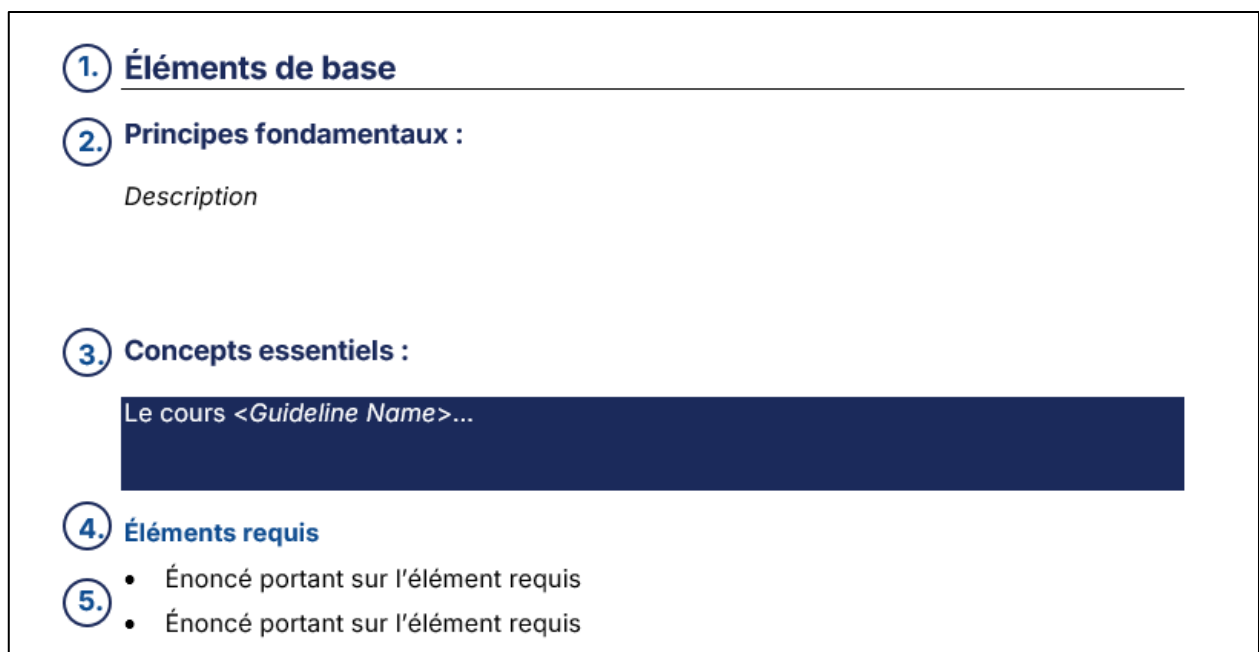 1. Éléments de base
2. Principes fondamentaux :
Description
3. Concepts essentiels :
Le cours <Guideline Name>...
4. Éléments requis
5.
• Énoncé portant sur l’élément requis
• Énoncé portant sur l’élément requis